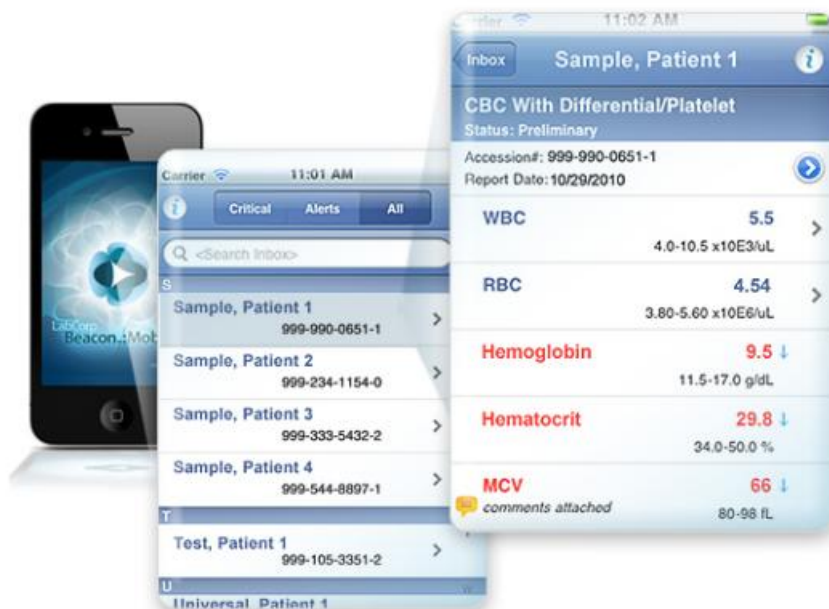 LabCorp
Beacon.:Mob
Carrier 11:01 AM
Critical Alerts All
<Search Inbox>
S
Sample, Patient 1
999-990-0651-1
Sample, Patient 2
999-234-1154-0
Sample, Patient 3
999-333-5432-2
Sample, Patient 4
999-544-8897-1
T
Test, Patient 1
999-105-3351-2
U
Universal, Patient 1
11:02 AM
Inbox Sample, Patient 1
CBC With Differential/Platelet
Status: Preliminary
Accession#: 999-990-0651-1
Report Date: 10/29/2010
WBC 5.5
4.0-10.5 x10E3/uL
RBC 4.54
3.80-5.60 x10E6/uL
Hemoglobin 9.5 ↓
11.5-17.0 g/dL
Hematocrit 29.8 ↓
34.0-50.0 %
MCV 66 ↓
comments attached 80-98 fL